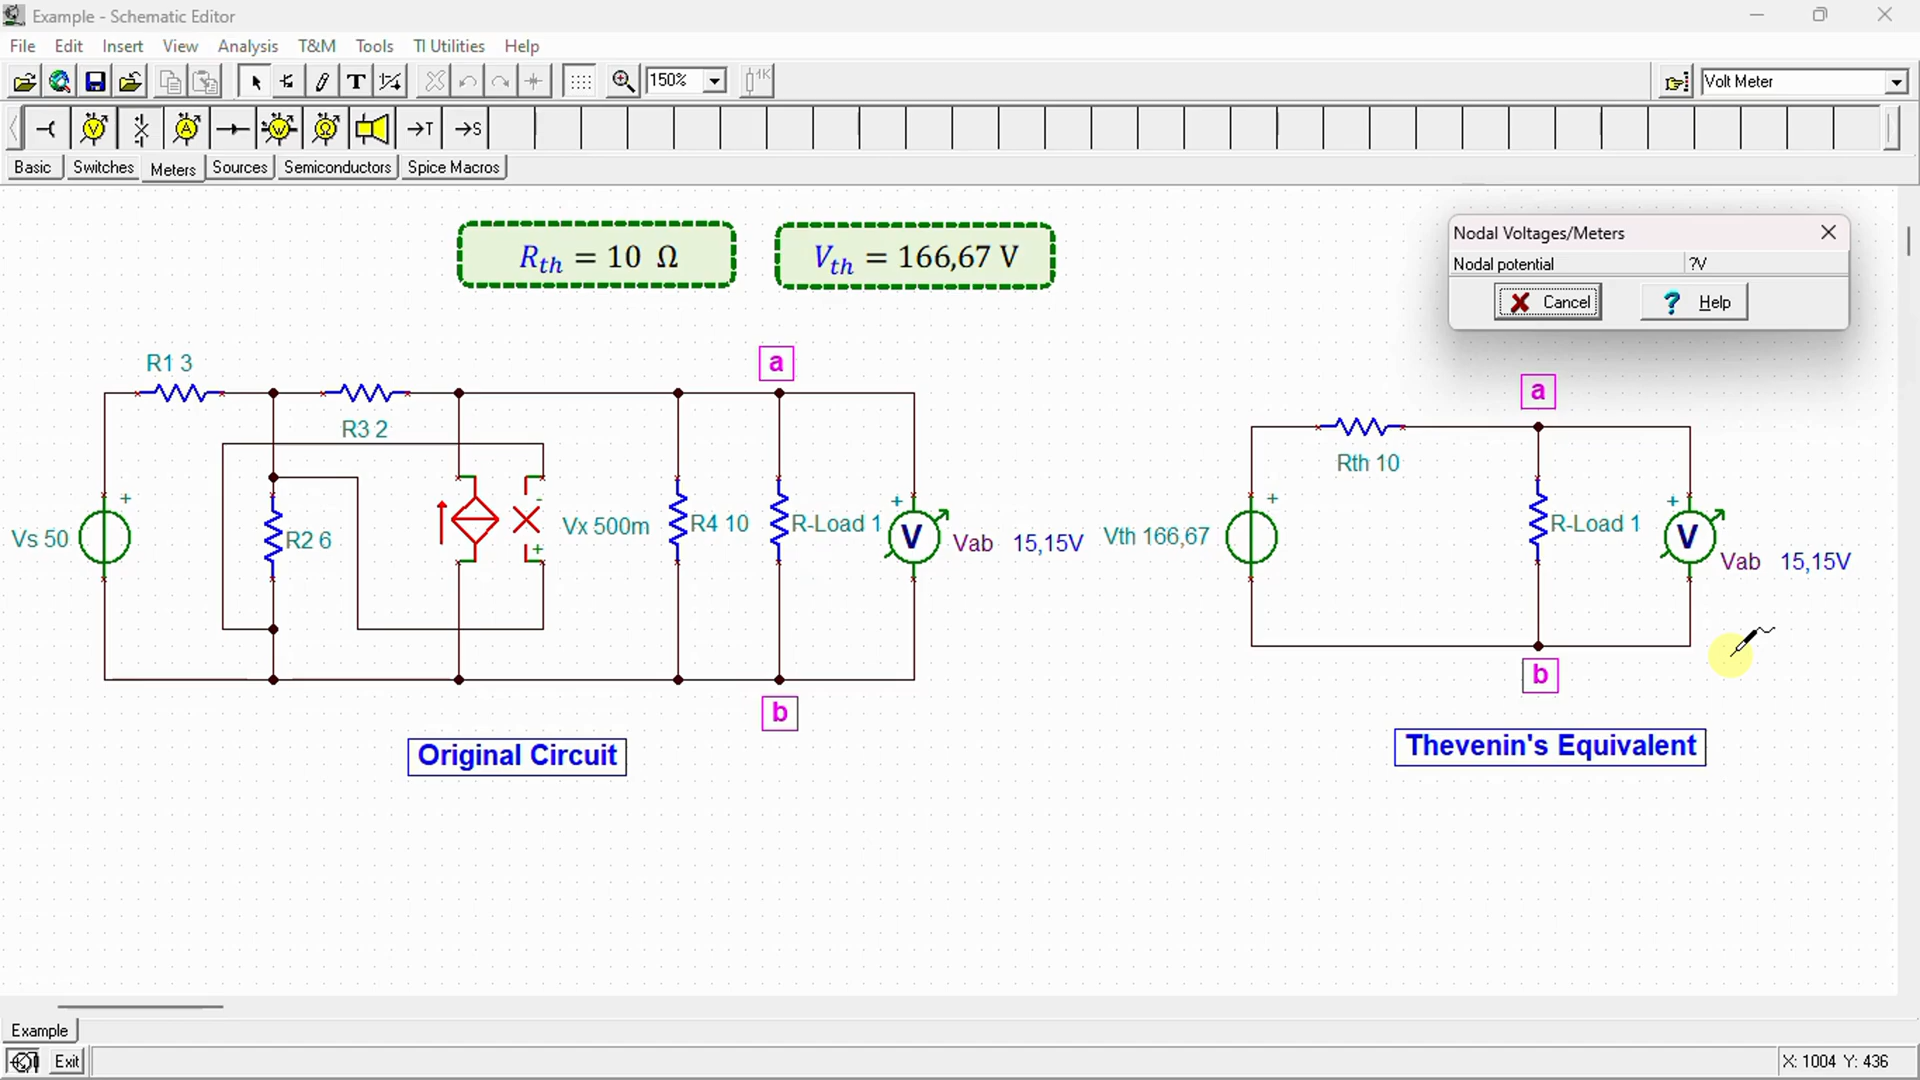 Example - Schematic Editor
File Edit Insert View Analysis T&M Tools TI Utilities Help
T 150% 1K Volt Meter
V A W Ω →T →S
Basic Switches Meters Sources Semiconductors Spice Macros
Rth = 10 Ω Vth = 166,67 V
Nodal Voltages/Meters
Nodal potential ?V
Cancel ? Help
R1 3
a
a
R3 2
Rth 10
Vs 50 + R2 6 - + Vx 500m R4 10 R-Load 1 + V Vab 15,15V
Vth 166,67 + R-Load 1 + V Vab 15,15V
b
b
Original Circuit
Thevenin's Equivalent
Example
Exit X: 1004 Y: 436